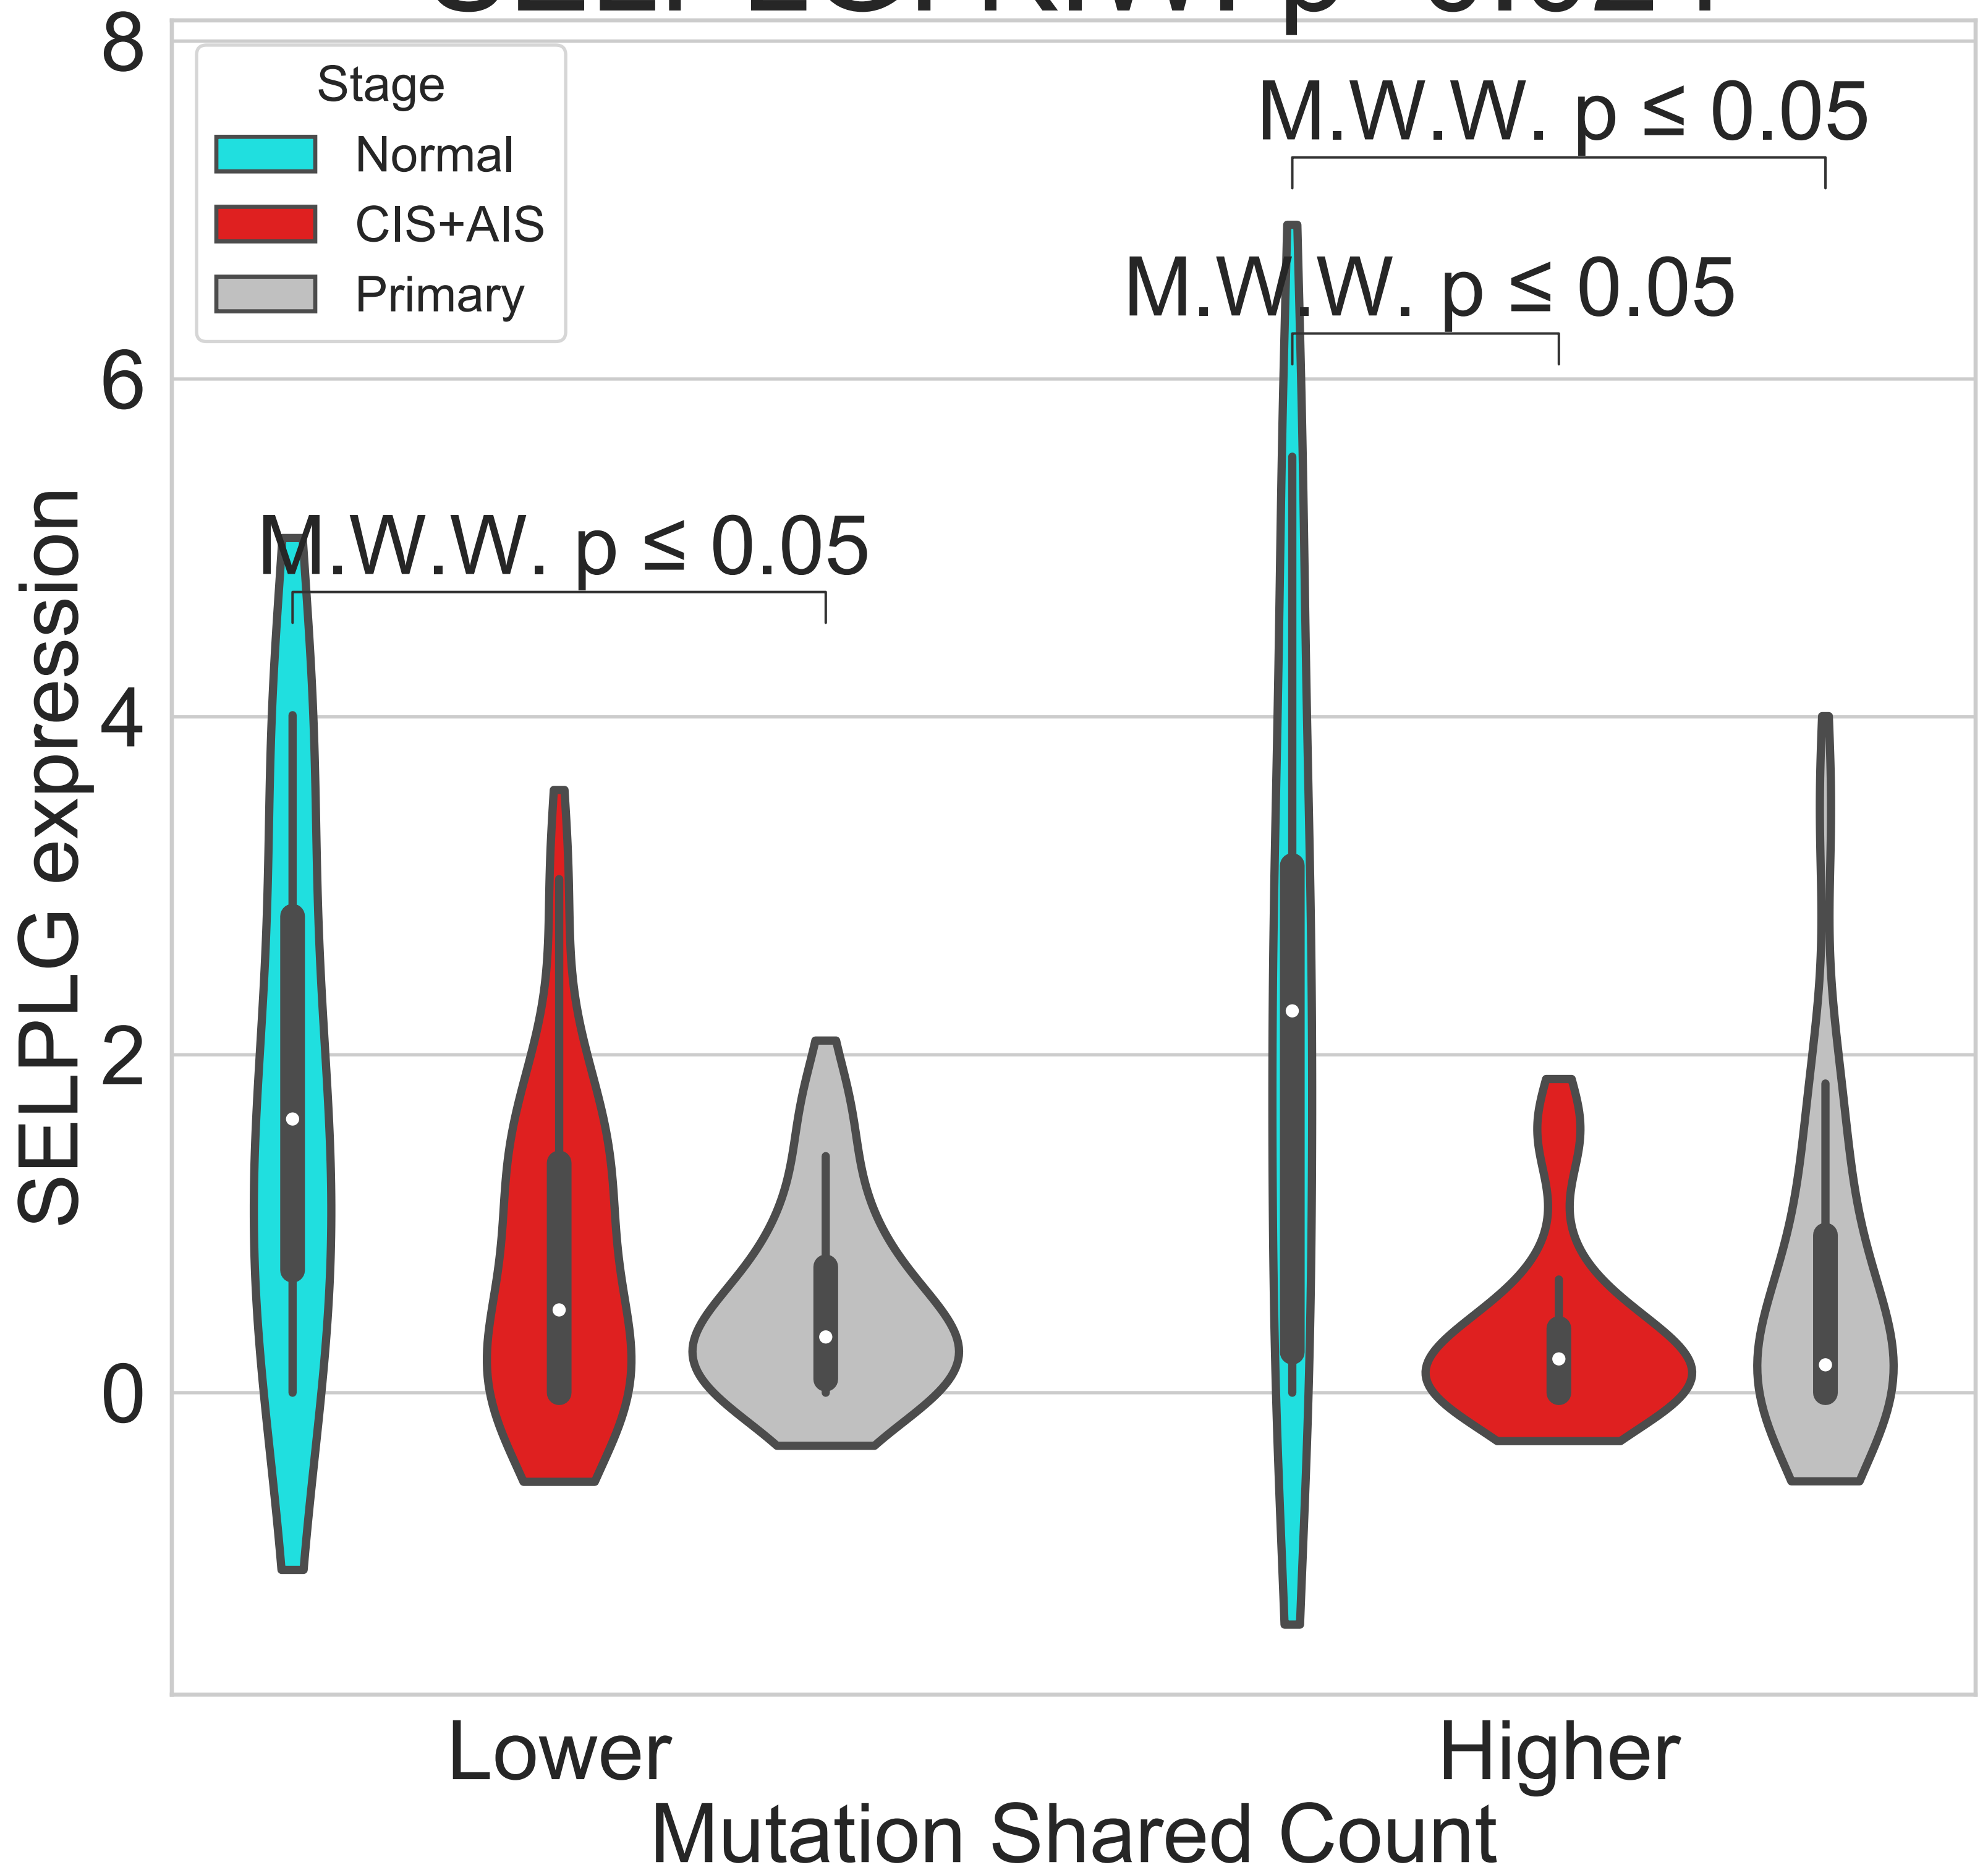 8
Stage
Normal
CIS+AIS
Primary
M.W.W. p ≤ 0.05
M.W.W. p ≤ 0.05
6
M.W.W. p ≤ 0.05
SELPLG expression
4
2
0
Lower
Higher
Mutation Shared Count